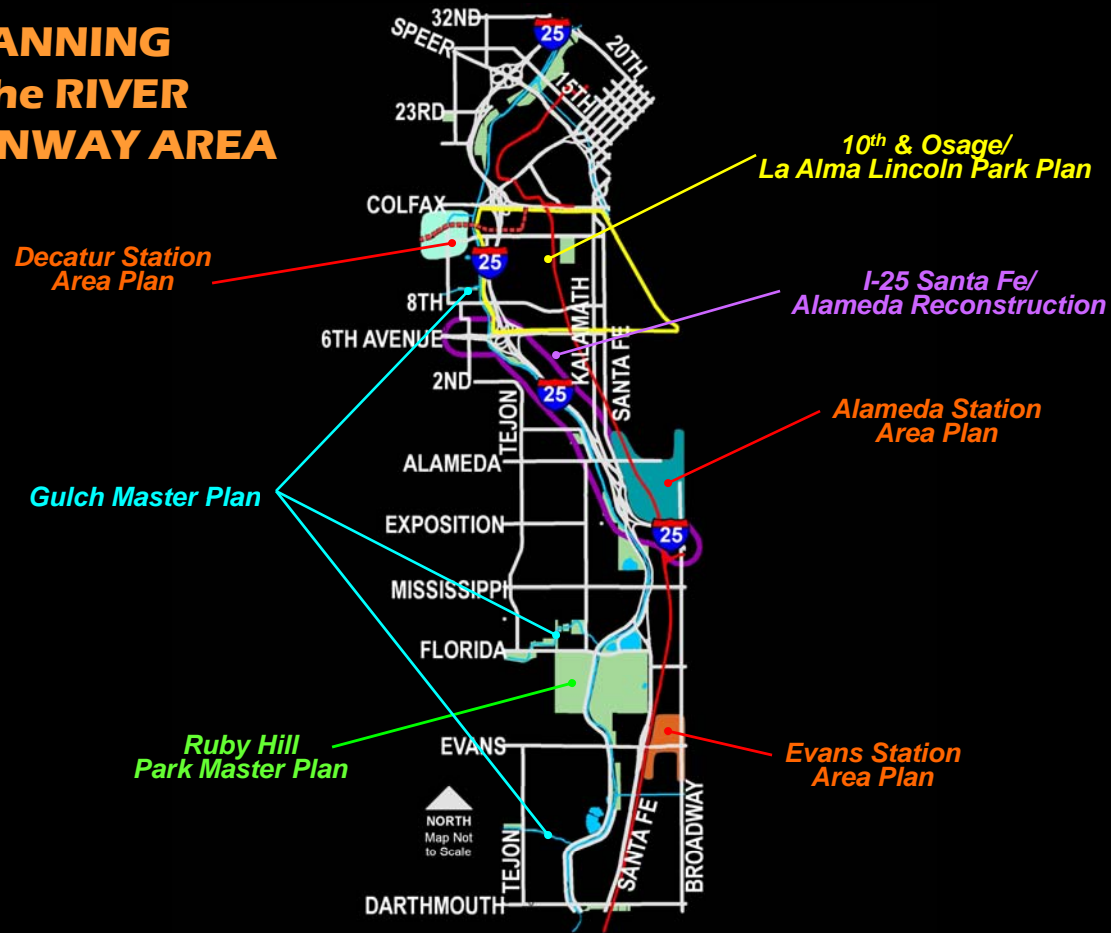 ANNING
he RIVER
NWAY AREA
32ND
25
SPEER
20TH
15TH
23RD
10th & Osage/
La Alma Lincoln Park Plan
COLFAX
Decatur Station
Area Plan
25
I-25 Santa Fe/
Alameda Reconstruction
8TH
6TH AVENUE
KALAMATH
SANTA FE
2ND
25
TEJON
Alameda Station
Area Plan
ALAMEDA
Gulch Master Plan
EXPOSITION
25
MISSISSIPPI
FLORIDA
Ruby Hill
Park Master Plan
EVANS
Evans Station
Area Plan
NORTH
Map Not
to Scale
TEJON
SANTA FE
BROADWAY
DARTHMOUTH